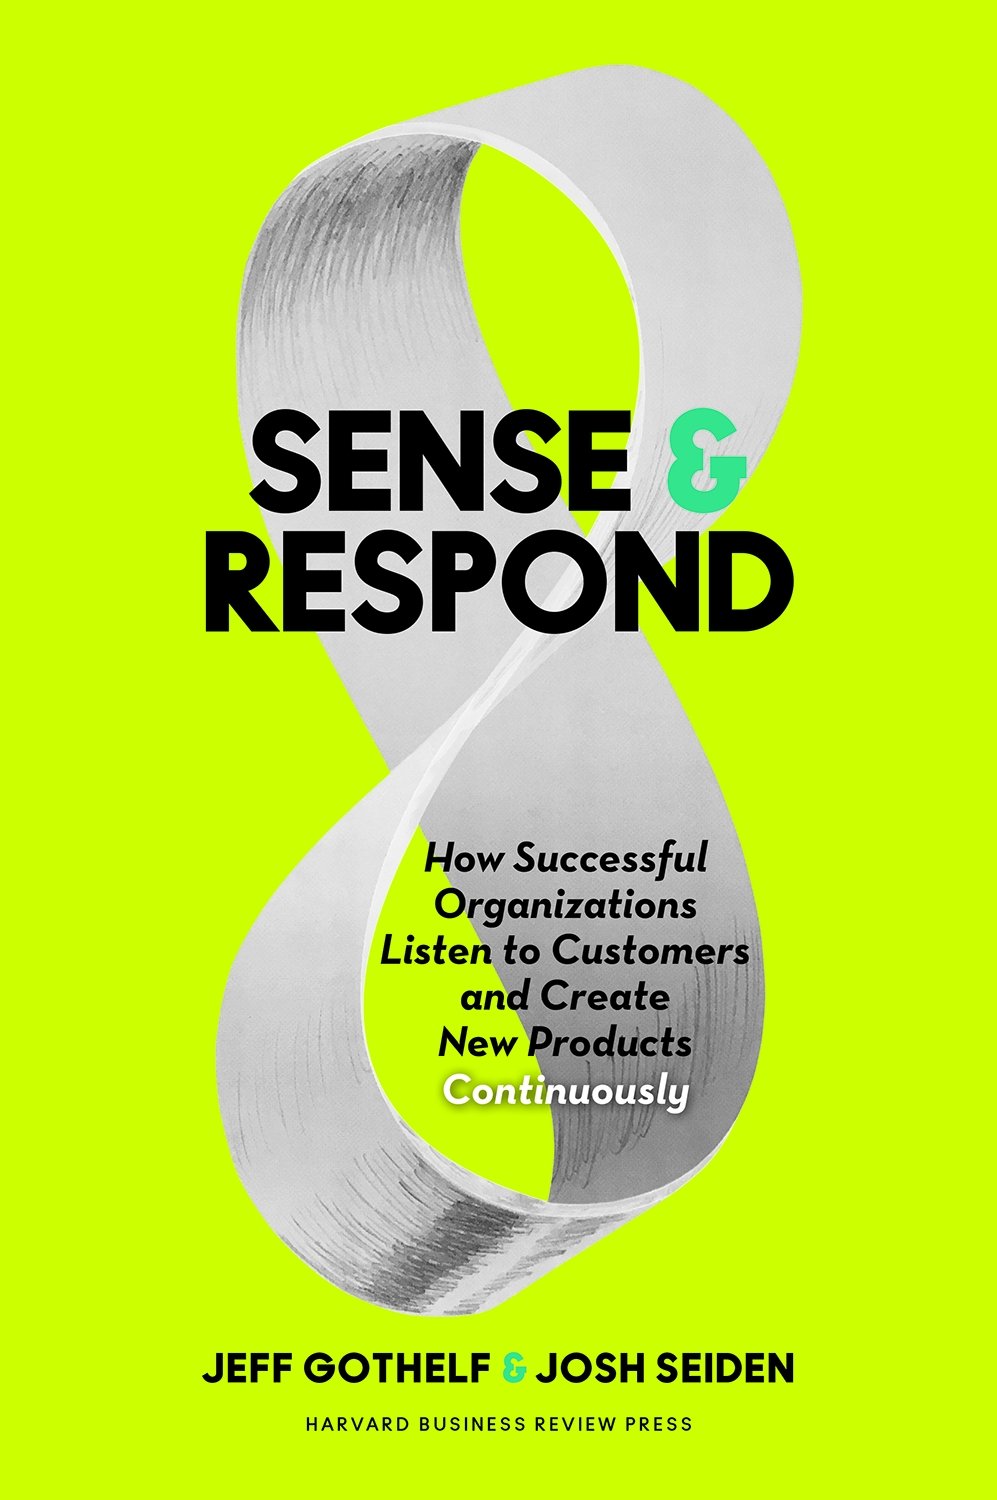 SENSE &
RESPOND
How Successful
Organizations
Listen to Customers
and Create
New Products
Continuously
JEFF GOTHELF & JOSH SEIDEN
HARVARD BUSINESS REVIEW PRESS